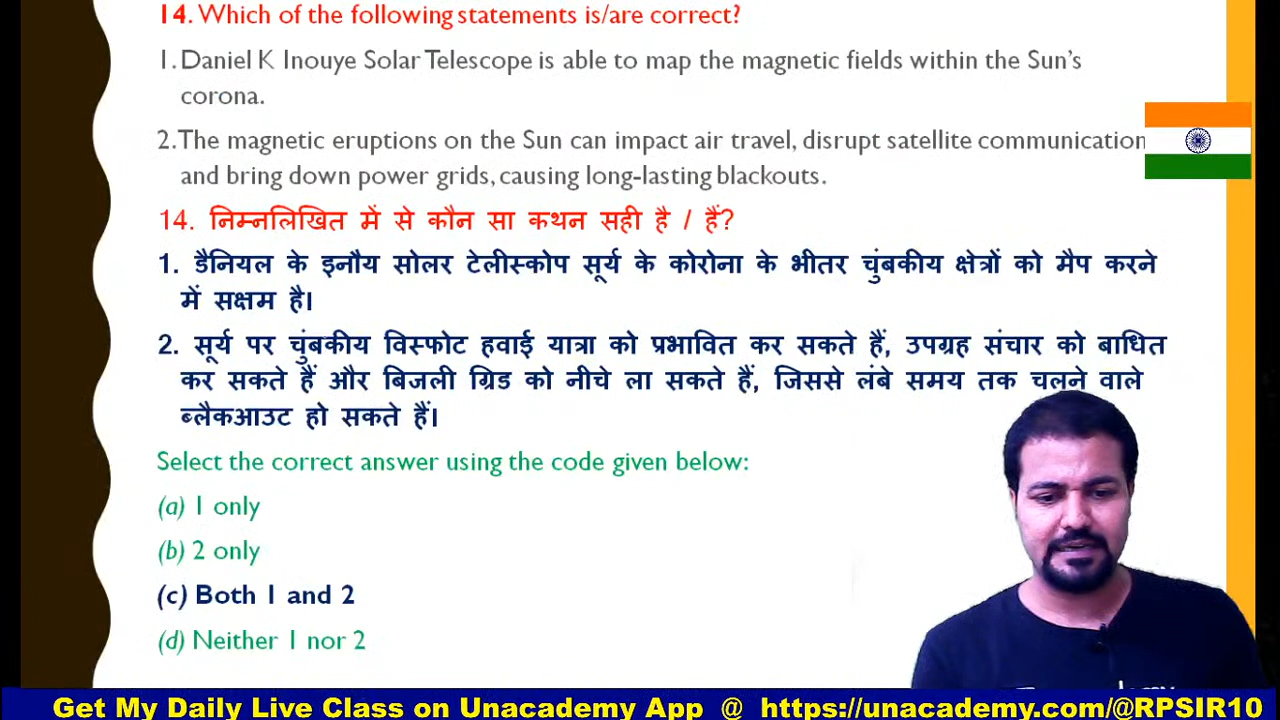 14. Which of the following statements is/are correct?
1. Daniel K Inouye Solar Telescope is able to map the magnetic fields within the Sun's
corona.
2. The magnetic eruptions on the Sun can impact air travel, disrupt satellite communication
and bring down power grids, causing long-lasting blackouts.
14. निम्नलिखित में से कौन सा कथन सही है / हैं?
1. डैनियल के इनौय सोलर टेलीस्कोप सूर्य के कोरोना के भीतर चुंबकीय क्षेत्रों को मैप करने
में सक्षम है।
2. सूर्य पर चुंबकीय विस्फोट हवाई यात्रा को प्रभावित कर सकते हैं, उपग्रह संचार को बाधित
कर सकते हैं और बिजली ग्रिड को नीचे ला सकते हैं, जिससे लंबे समय तक चलने वाले
ब्लैकआउट हो सकते हैं।
Select the correct answer using the code given below:
(a) 1 only
(b) 2 only
(c) Both 1 and 2
(d) Neither 1 nor 2
Get My Daily Live Class on Unacademy App @ https://unacademy.com/@RPSIR10